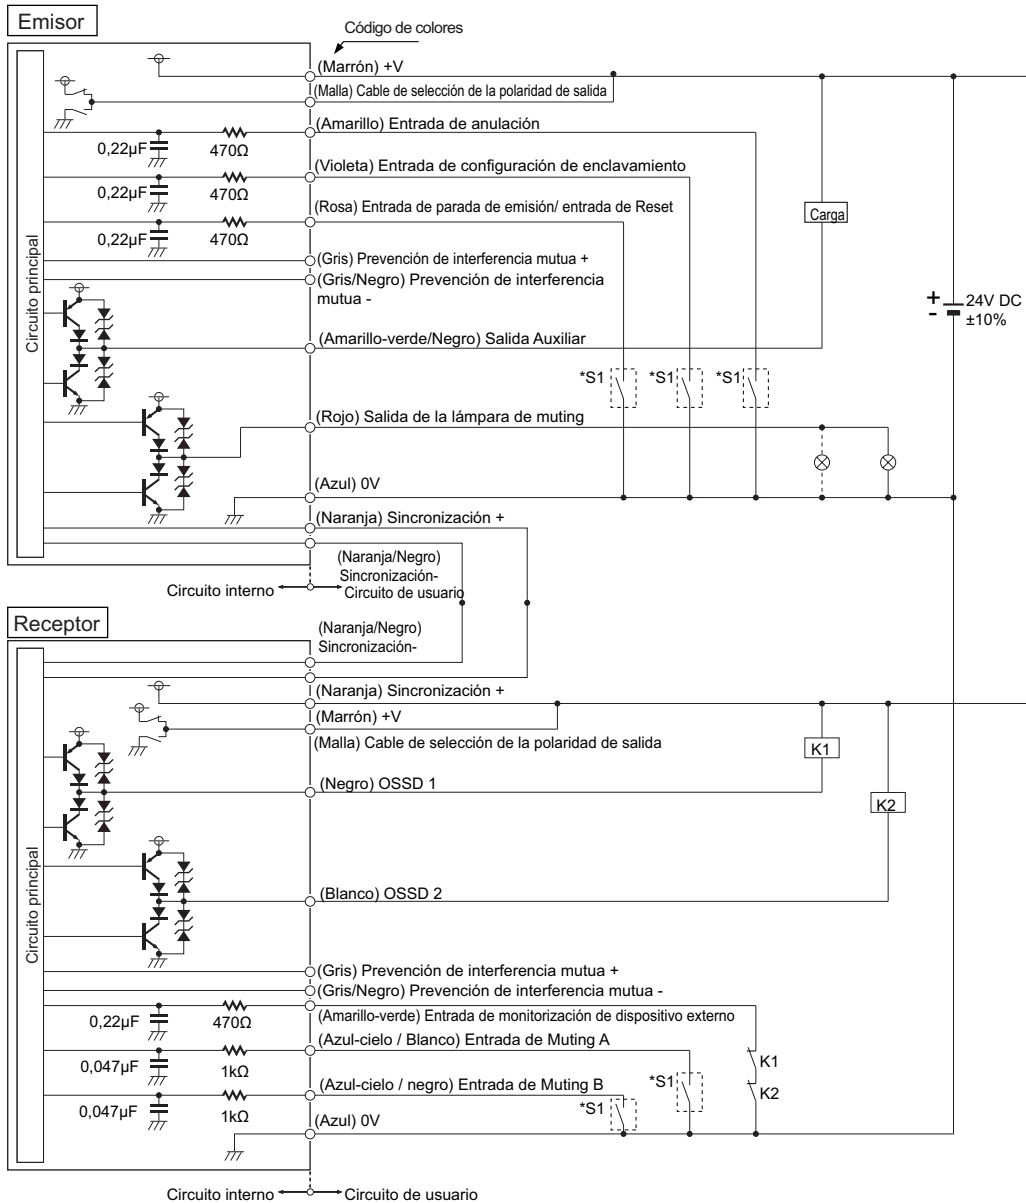 Emisor
Código de colores
(Marrón) +V
(Malla) Cable de selección de la polaridad de salida
(Amarillo) Entrada de anulación
0,22µF
470Ω
(Violeta) Entrada de configuración de enclavamiento
0,22µF
470Ω
(Rosa) Entrada de parada de emisión/ entrada de Reset
0,22µF
470Ω
Carga
(Gris) Prevención de interferencia mutua +
(Gris/Negro) Prevención de interferencia
mutua -
Circuito principal
+
-
24V DC
±10%
(Amarillo-verde/Negro) Salida Auxiliar
*S1
*S1
*S1
(Rojo) Salida de la lámpara de muting
(Azul) 0V
(Naranja) Sincronización +
(Naranja/Negro)
Sincronización-
Circuito interno
Circuito de usuario
Receptor
(Naranja/Negro)
Sincronización-
(Naranja) Sincronización +
(Marrón) +V
(Malla) Cable de selección de la polaridad de salida
K1
(Negro) OSSD 1
K2
Circuito principal
(Blanco) OSSD 2
(Gris) Prevención de interferencia mutua +
(Gris/Negro) Prevención de interferencia mutua -
(Amarillo-verde) Entrada de monitorización de dispositivo externo
0,22µF
470Ω
(Azul-cielo / Blanco) Entrada de Muting A
0,047µF
1kΩ
K1
*S1
K2
(Azul-cielo / negro) Entrada de Muting B
0,047µF
1kΩ
*S1
(Azul) 0V
Circuito interno
Circuito de usuario